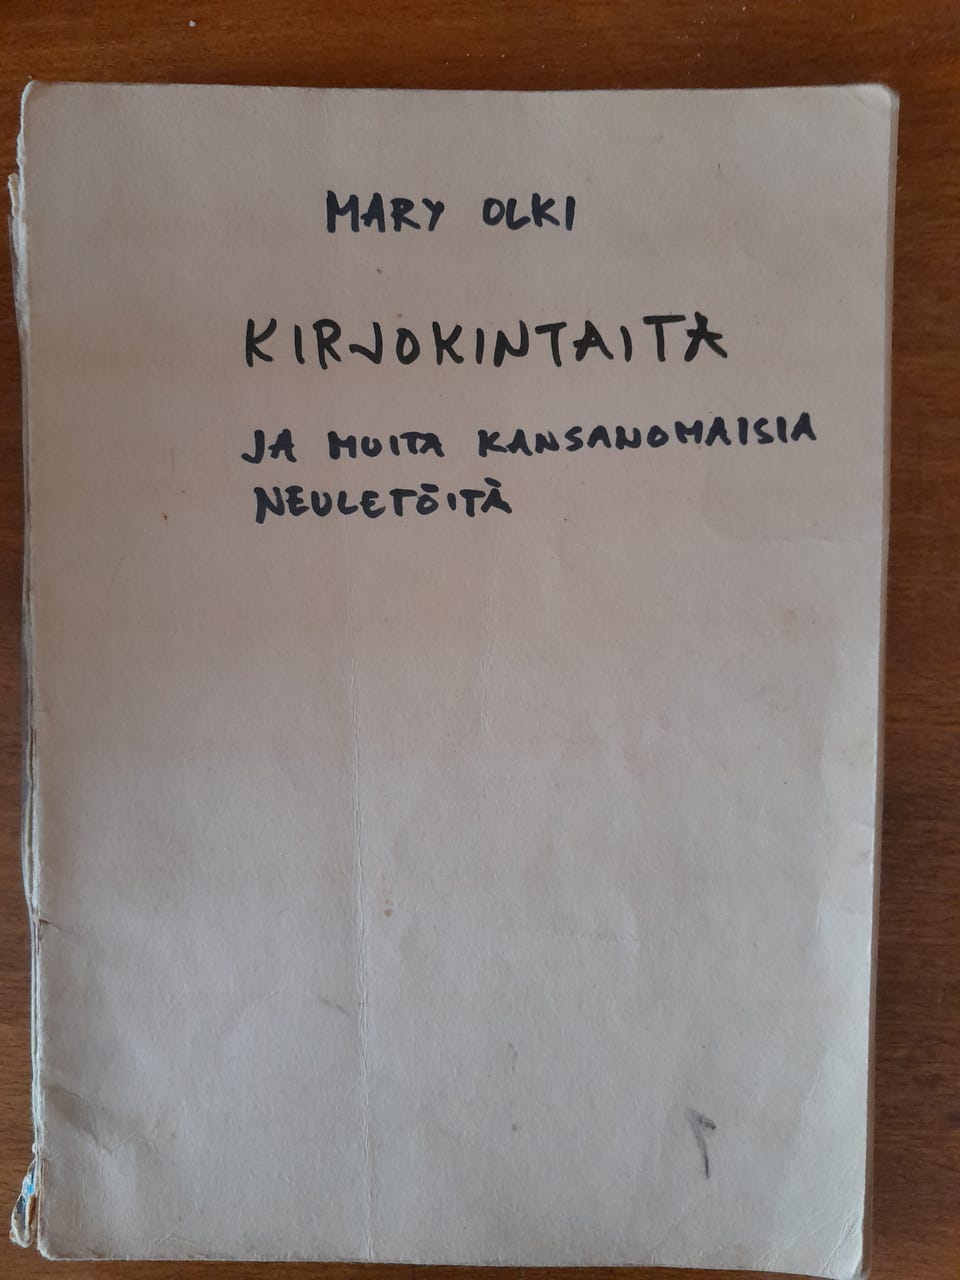 MARY OLKI
KIRJOKINTAITA
JA MUITA KANSANOMAISIA
NEULETÖITÄ